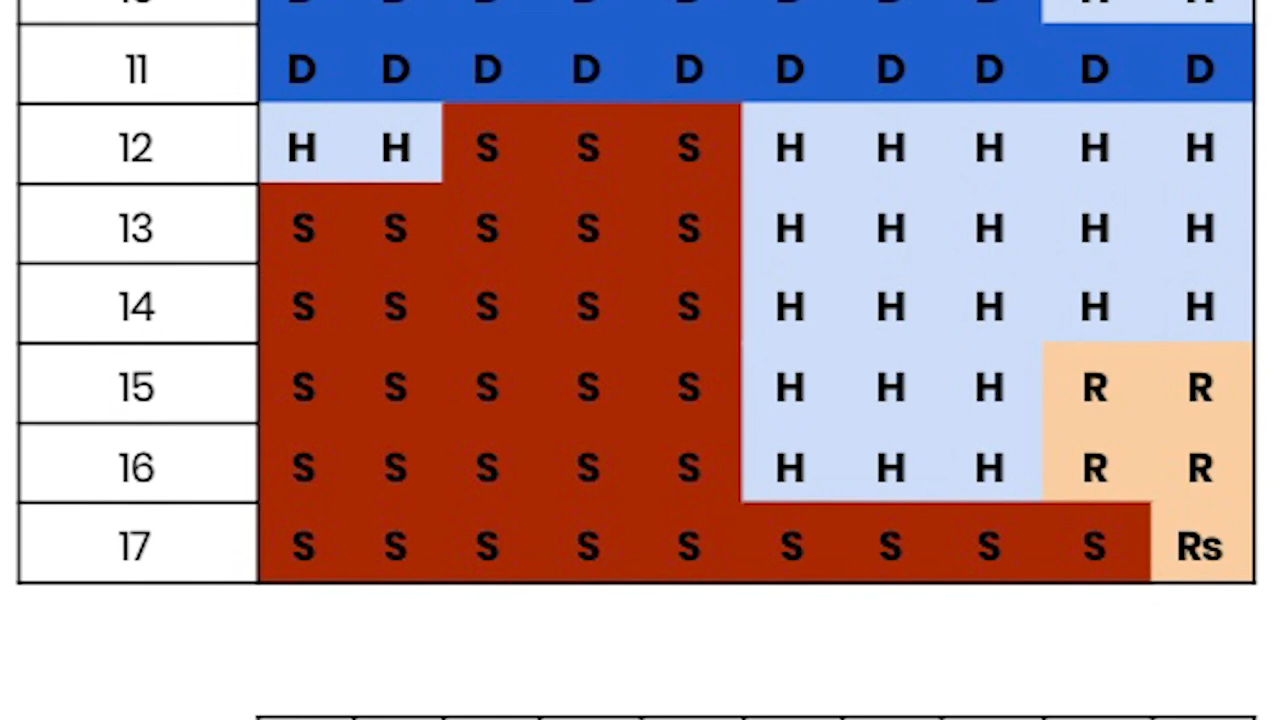 11 D D D D D D D D D D
12 H H S S S H H H H H
13 S S S S S H H H H H
14 S S S S S H H H H H
15 S S S S S H H H R R
16 S S S S S H H H R R
17 S S S S S S S S S Rs